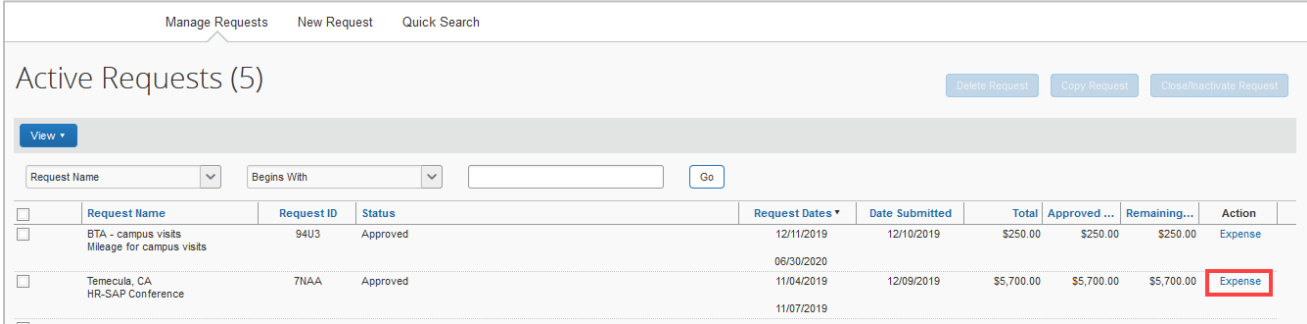 Manage Requests New Request Quick Search
Active Requests (5)
Delete Request Copy Request Close/Inactivate Request
View
Request Name Begins With Go
Request Name Request ID Status Request Dates Date Submitted Total Approved ... Remaining... Action
BTA - campus visits 94U3 Approved 12/11/2019 12/10/2019 $250.00 $250.00 $250.00 Expense
Mileage for campus visits
06/30/2020
Temecula, CA 7NAA Approved 11/04/2019 12/09/2019 $5,700.00 $5,700.00 $5,700.00 Expense
HR-SAP Conference
11/07/2019